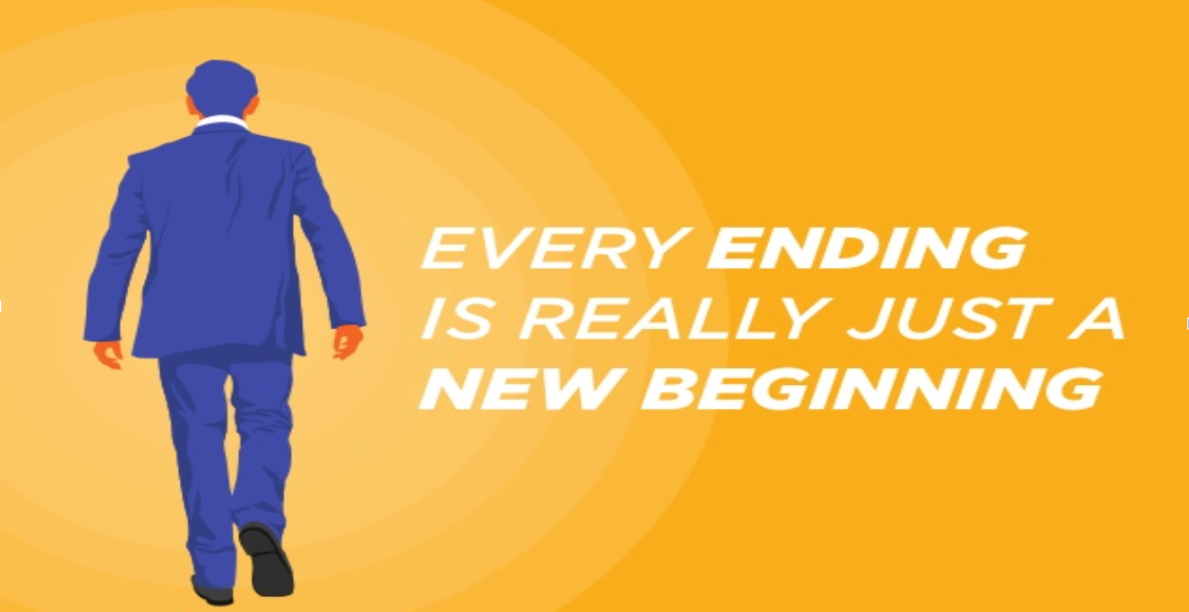 EVERY ENDING
IS REALLY JUST A
NEW BEGINNING